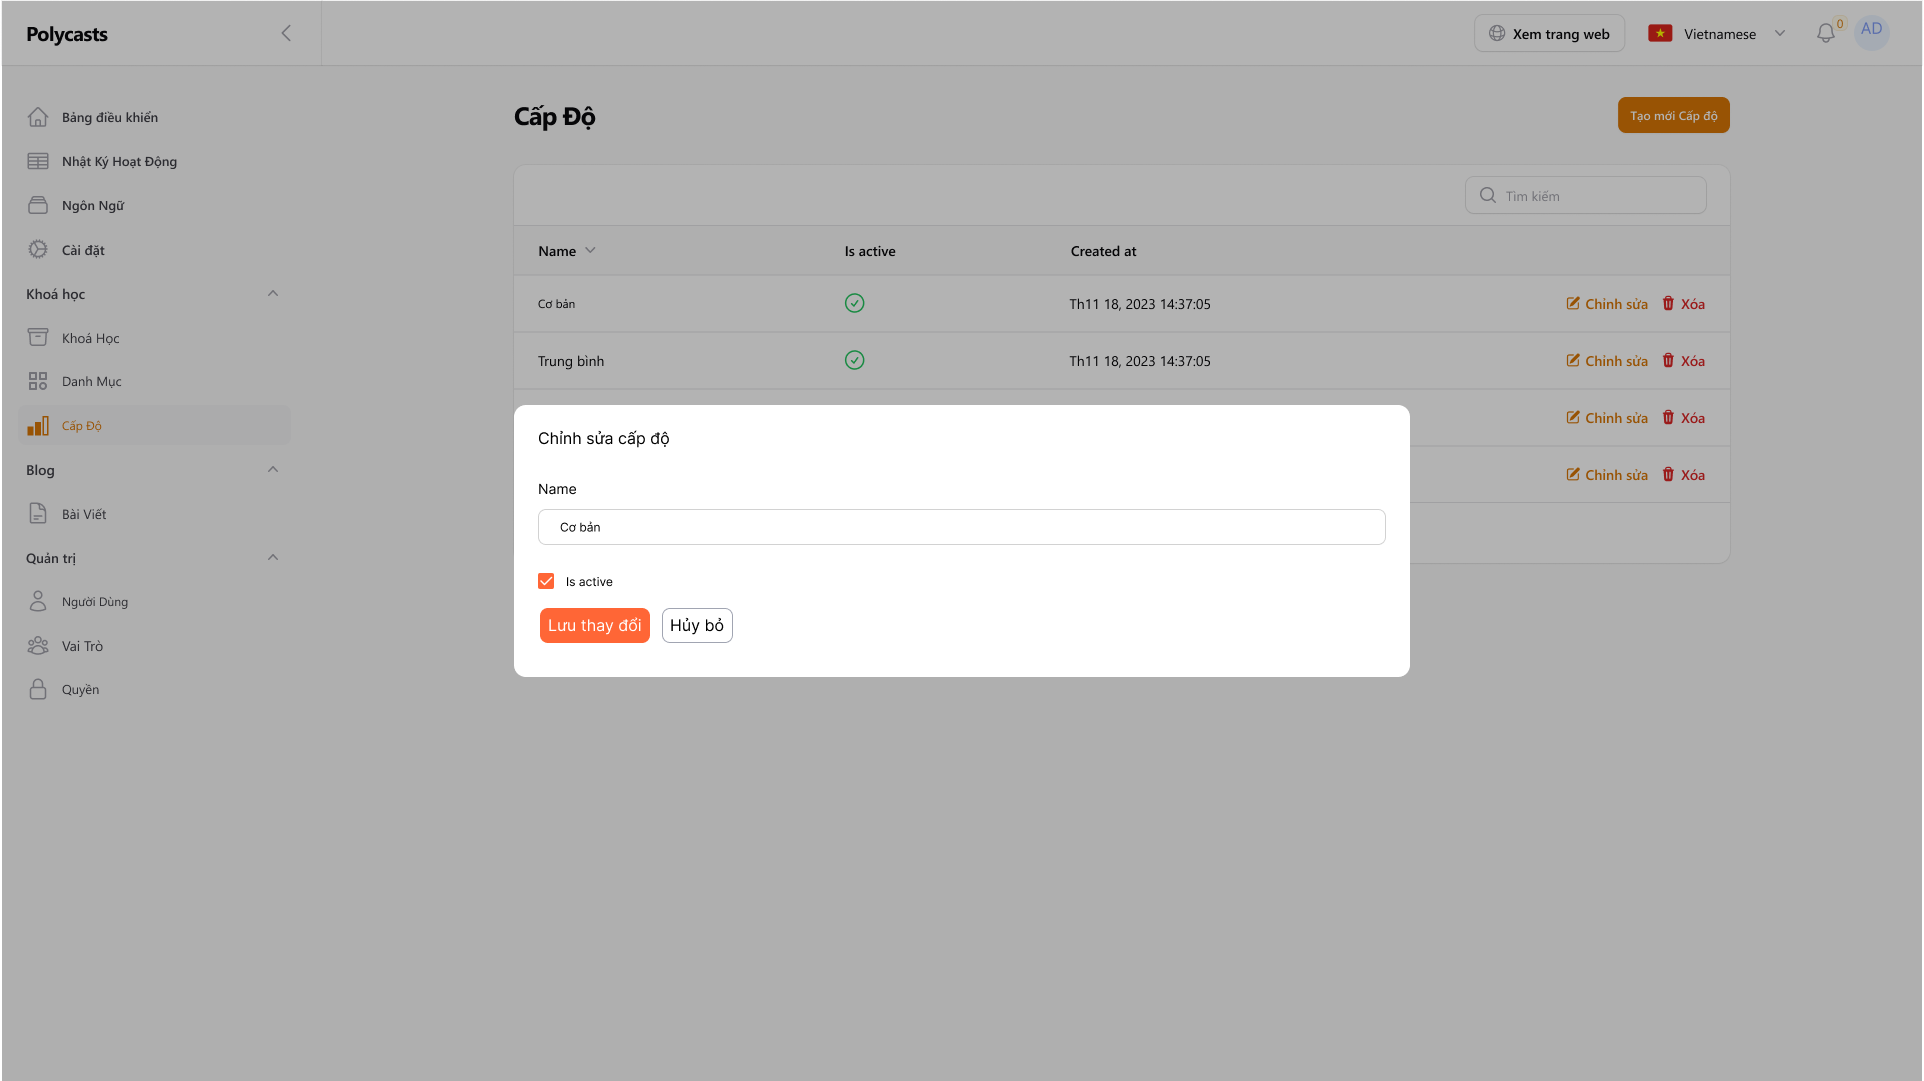 Polycasts
Xem trang web
Vietnamese
0
AD
Bảng điều khiển
Nhật Ký Hoạt Động
Ngôn Ngữ
Cài đặt
Khoá học
Khoá Học
Danh Mục
Cấp Độ
Blog
Bài Viết
Quản trị
Người Dùng
Vai Trò
Quyền
Cấp Độ
Tạo mới Cấp độ
Tìm kiếm
Name Is active Created at
Cơ bản Th11 18, 2023 14:37:05 Chỉnh sửa Xóa
Trung bình Th11 18, 2023 14:37:05 Chỉnh sửa Xóa
Chỉnh sửa Xóa
Chỉnh sửa Xóa
Chỉnh sửa cấp độ
Name
Cơ bản
Is active
Lưu thay đổi Hủy bỏ